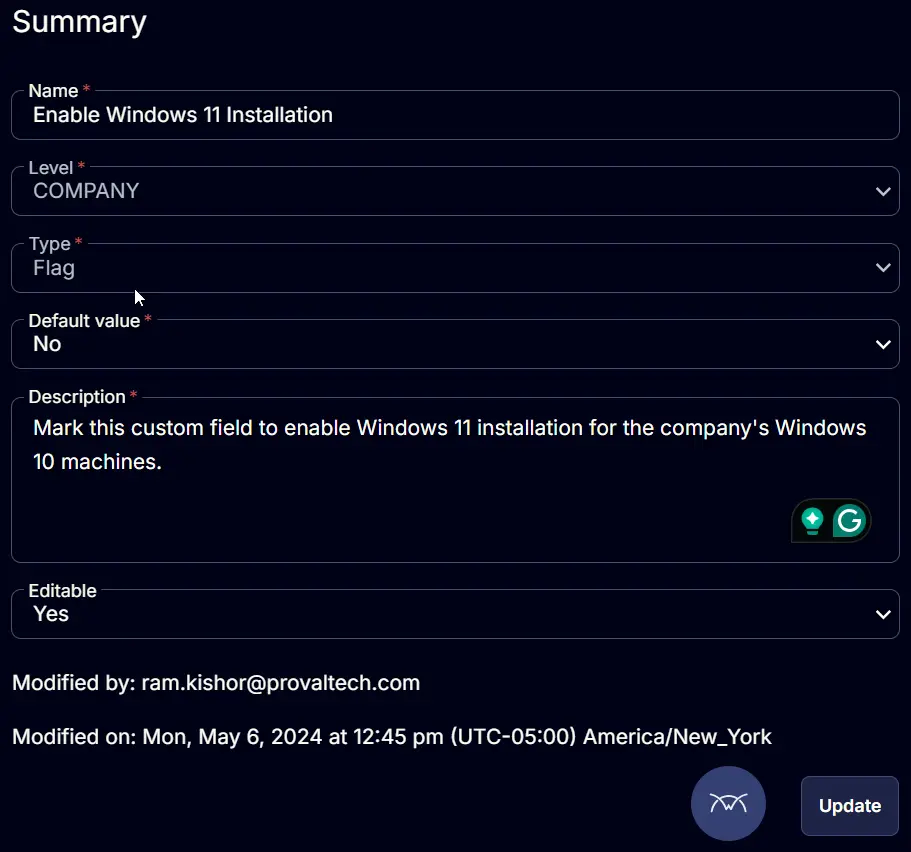 Summary
Name *
Enable Windows 11 Installation
Level *
COMPANY
Type *
Flag
Default value *
No
Description *
Mark this custom field to enable Windows 11 installation for the company's Windows
10 machines.
Editable
Yes
Modified by: ram.kishor@provaltech.com
Modified on: Mon, May 6, 2024 at 12:45 pm (UTC-05:00) America/New_York
Update